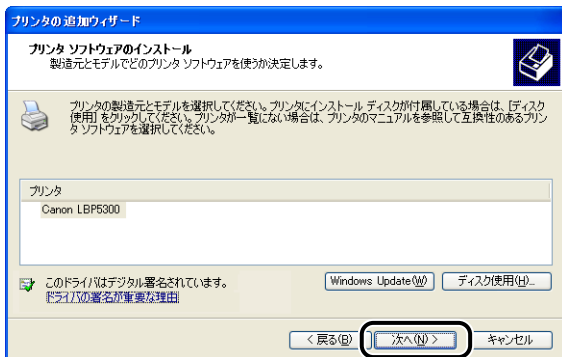 プリンタの追加ウィザード
プリンタ ソフトウェアのインストール
製造元とモデルでどのプリンタ ソフトウェアを使うか決定します。
プリンタの製造元とモデルを選択してください。プリンタにインストール ディスクが付属している場合は、[ディスク
使用] をクリックしてください。プリンタが一覧にない場合は、プリンタのマニュアルを参照して互換性のあるプリン
タ ソフトウェアを選択してください。
プリンタ
Canon LBP5300
このドライバはデジタル署名されています。
ドライバの署名が重要な理由
Windows Update(W)
ディスク使用(H)...
< 戻る(B)
次へ(N) >
キャンセル